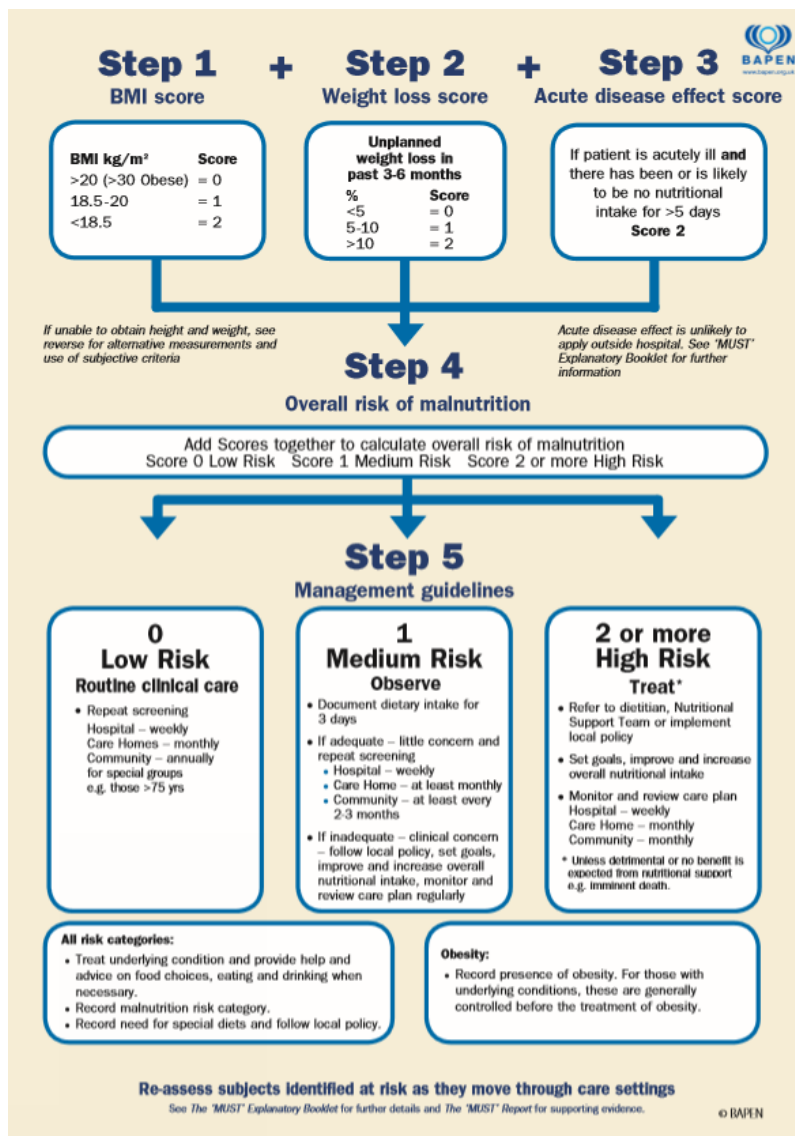 BAPEN
www.bapen.org.uk
Step 1 + Step 2 + Step 3
BMI score
Weight loss score
Acute disease effect score
BMI kg/m² Score
>20 (>30 Obese) = 0
18.5-20 = 1
<18.5 = 2
Unplanned
weight loss in
past 3-6 months
% Score
<5 = 0
5-10 = 1
>10 = 2
If patient is acutely ill and
there has been or is likely
to be no nutritional
intake for >5 days
Score 2
If unable to obtain height and weight, see
reverse for alternative measurements and
use of subjective criteria
Acute disease effect is unlikely to
apply outside hospital. See 'MUST'
Explanatory Booklet for further
information
Step 4
Overall risk of malnutrition
Add Scores together to calculate overall risk of malnutrition
Score 0 Low Risk Score 1 Medium Risk Score 2 or more High Risk
Step 5
Management guidelines
0
Low Risk
Routine clinical care
• Repeat screening
Hospital – weekly
Care Homes – monthly
Community – annually
for special groups
e.g. those >75 yrs
1
Medium Risk
Observe
• Document dietary intake for
3 days
• If adequate – little concern and
repeat screening
• Hospital – weekly
• Care Home – at least monthly
• Community – at least every
2-3 months
• If inadequate – clinical concern
– follow local policy, set goals,
improve and increase overall
nutritional intake, monitor and
review care plan regularly
2 or more
High Risk
Treat*
• Refer to dietitian, Nutritional
Support Team or implement
local policy
• Set goals, improve and increase
overall nutritional intake
• Monitor and review care plan
Hospital – weekly
Care Home – monthly
Community – monthly
* Unless detrimental or no benefit is
expected from nutritional support
e.g. imminent death.
All risk categories:
• Treat underlying condition and provide help and
advice on food choices, eating and drinking when
necessary.
• Record malnutrition risk category.
• Record need for special diets and follow local policy.
Obesity:
• Record presence of obesity. For those with
underlying conditions, these are generally
controlled before the treatment of obesity.
Re-assess subjects identified at risk as they move through care settings
See The 'MUST' Explanatory Booklet for further details and The 'MUST' Report for supporting evidence.
© BAPEN